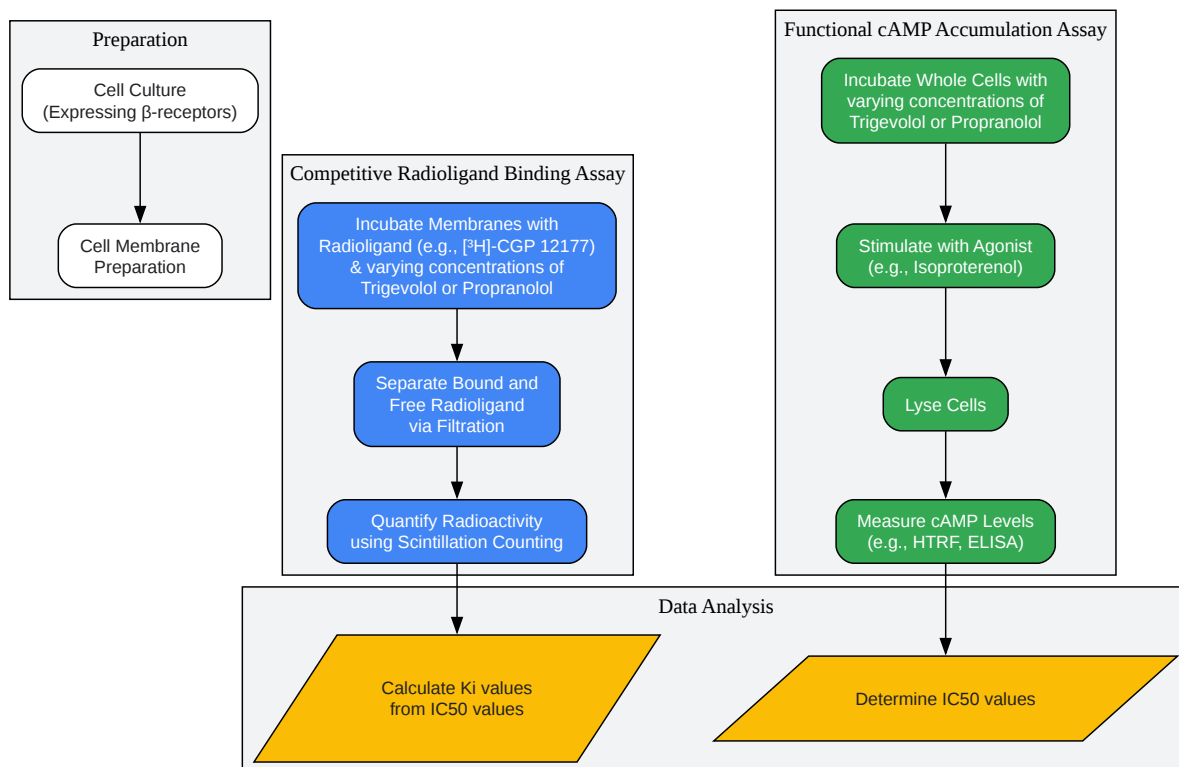 Preparation
Cell Culture
(Expressing β-receptors)
Cell Membrane
Preparation
Competitive Radioligand Binding Assay
Incubate Membranes with
Radioligand (e.g., [³H]-CGP 12177)
& varying concentrations of
Trigevolol or Propranolol
Separate Bound and
Free Radioligand
via Filtration
Quantify Radioactivity
using Scintillation Counting
Functional cAMP Accumulation Assay
Incubate Whole Cells with
varying concentrations of
Trigevolol or Propranolol
Stimulate with Agonist
(e.g., Isoproterenol)
Lyse Cells
Measure cAMP Levels
(e.g., HTRF, ELISA)
Data Analysis
Calculate Ki values
from IC50 values
Determine IC50 values